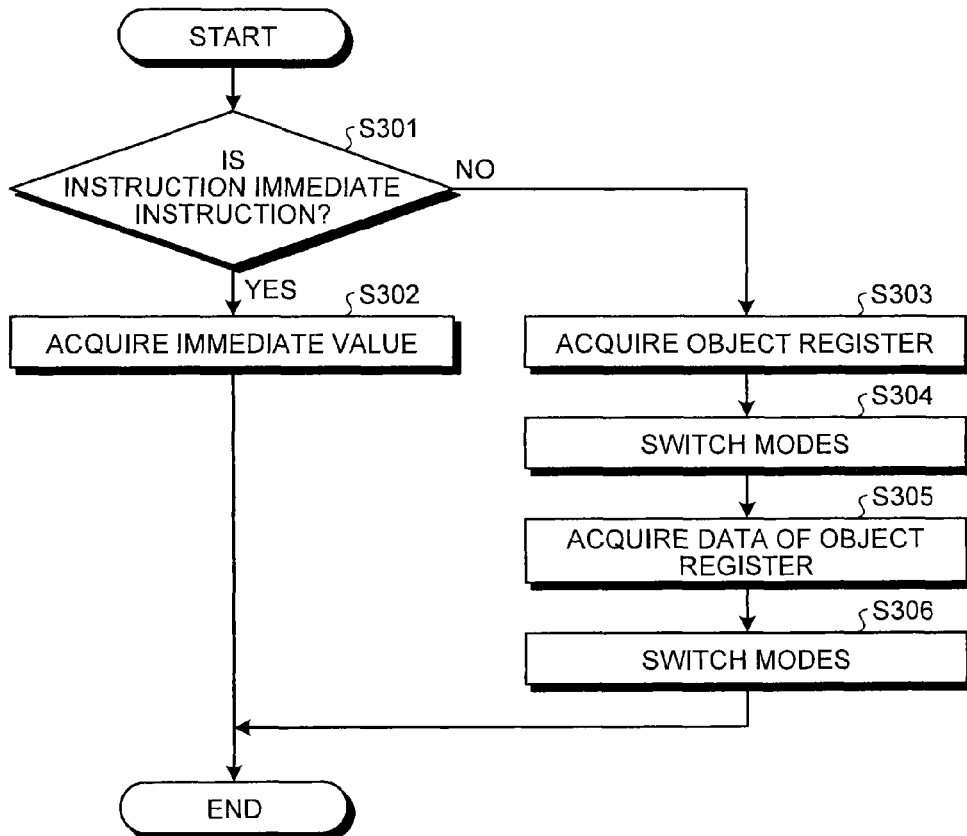 START
S301
IS
INSTRUCTION IMMEDIATE
INSTRUCTION?
NO
YES
S302
ACQUIRE IMMEDIATE VALUE
S303
ACQUIRE OBJECT REGISTER
S304
SWITCH MODES
S305
ACQUIRE DATA OF OBJECT
REGISTER
S306
SWITCH MODES
END